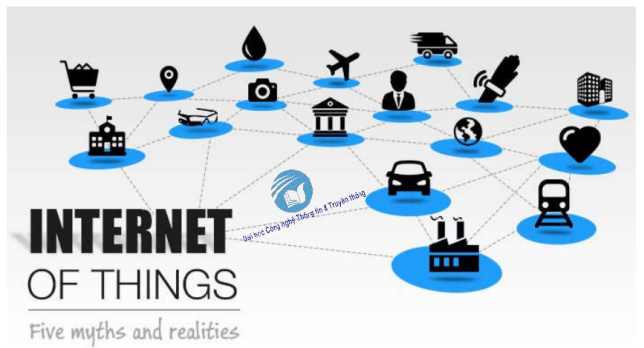 Đại học Công nghệ Thông tin & Truyền thông
INTERNET
OF THINGS
Five myths and realities